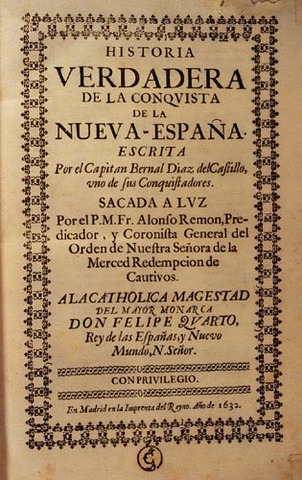 HISTORIA
VERDADERA
DE LA CONQVISTA
DE LA
NUEVA-ESPAÑA.
ESCRITA
Por el Capitan Bernal Diaz del Castillo,
vno de sus Conquistadores.
SACADA A LVZ
Por el P. M. Fr. Alonso Remon, Pre-
dicador, y Coronista General del
Orden de Nuestra Señora de la
Merced Redempcion de
Cautivos.
A LA CATHOLICA MAGESTAD
DEL MAYOR MONARCA
DON FELIPE QVARTO,
Rey de las Españas, y Nuevo
Mundo, N. Señor.
CON PRIVILEGIO.
En Madrid en la Imprenta del Reyno. Año de 1632.